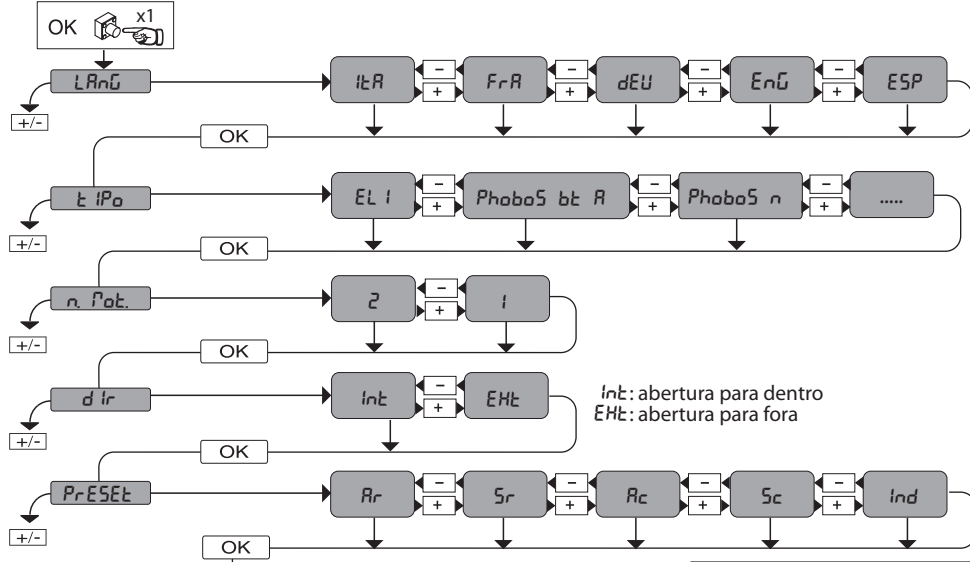 OK x1
LAnG
+/-
ItA
-
+
FrA
-
+
dEU
-
+
EnG
-
+
ESP
OK
tIPo
+/-
ELI
-
+
PhoboS bt A
-
+
PhoboS n
-
+
.....
OK
n. Mot.
+/-
2
-
+
1
OK
dIr
+/-
Int
-
+
EHt
Int: abertura para dentro
EHt: abertura para fora
OK
PrESEt
+/-
Ar
-
+
Sr
-
+
Ac
-
+
Sc
-
+
Ind
OK